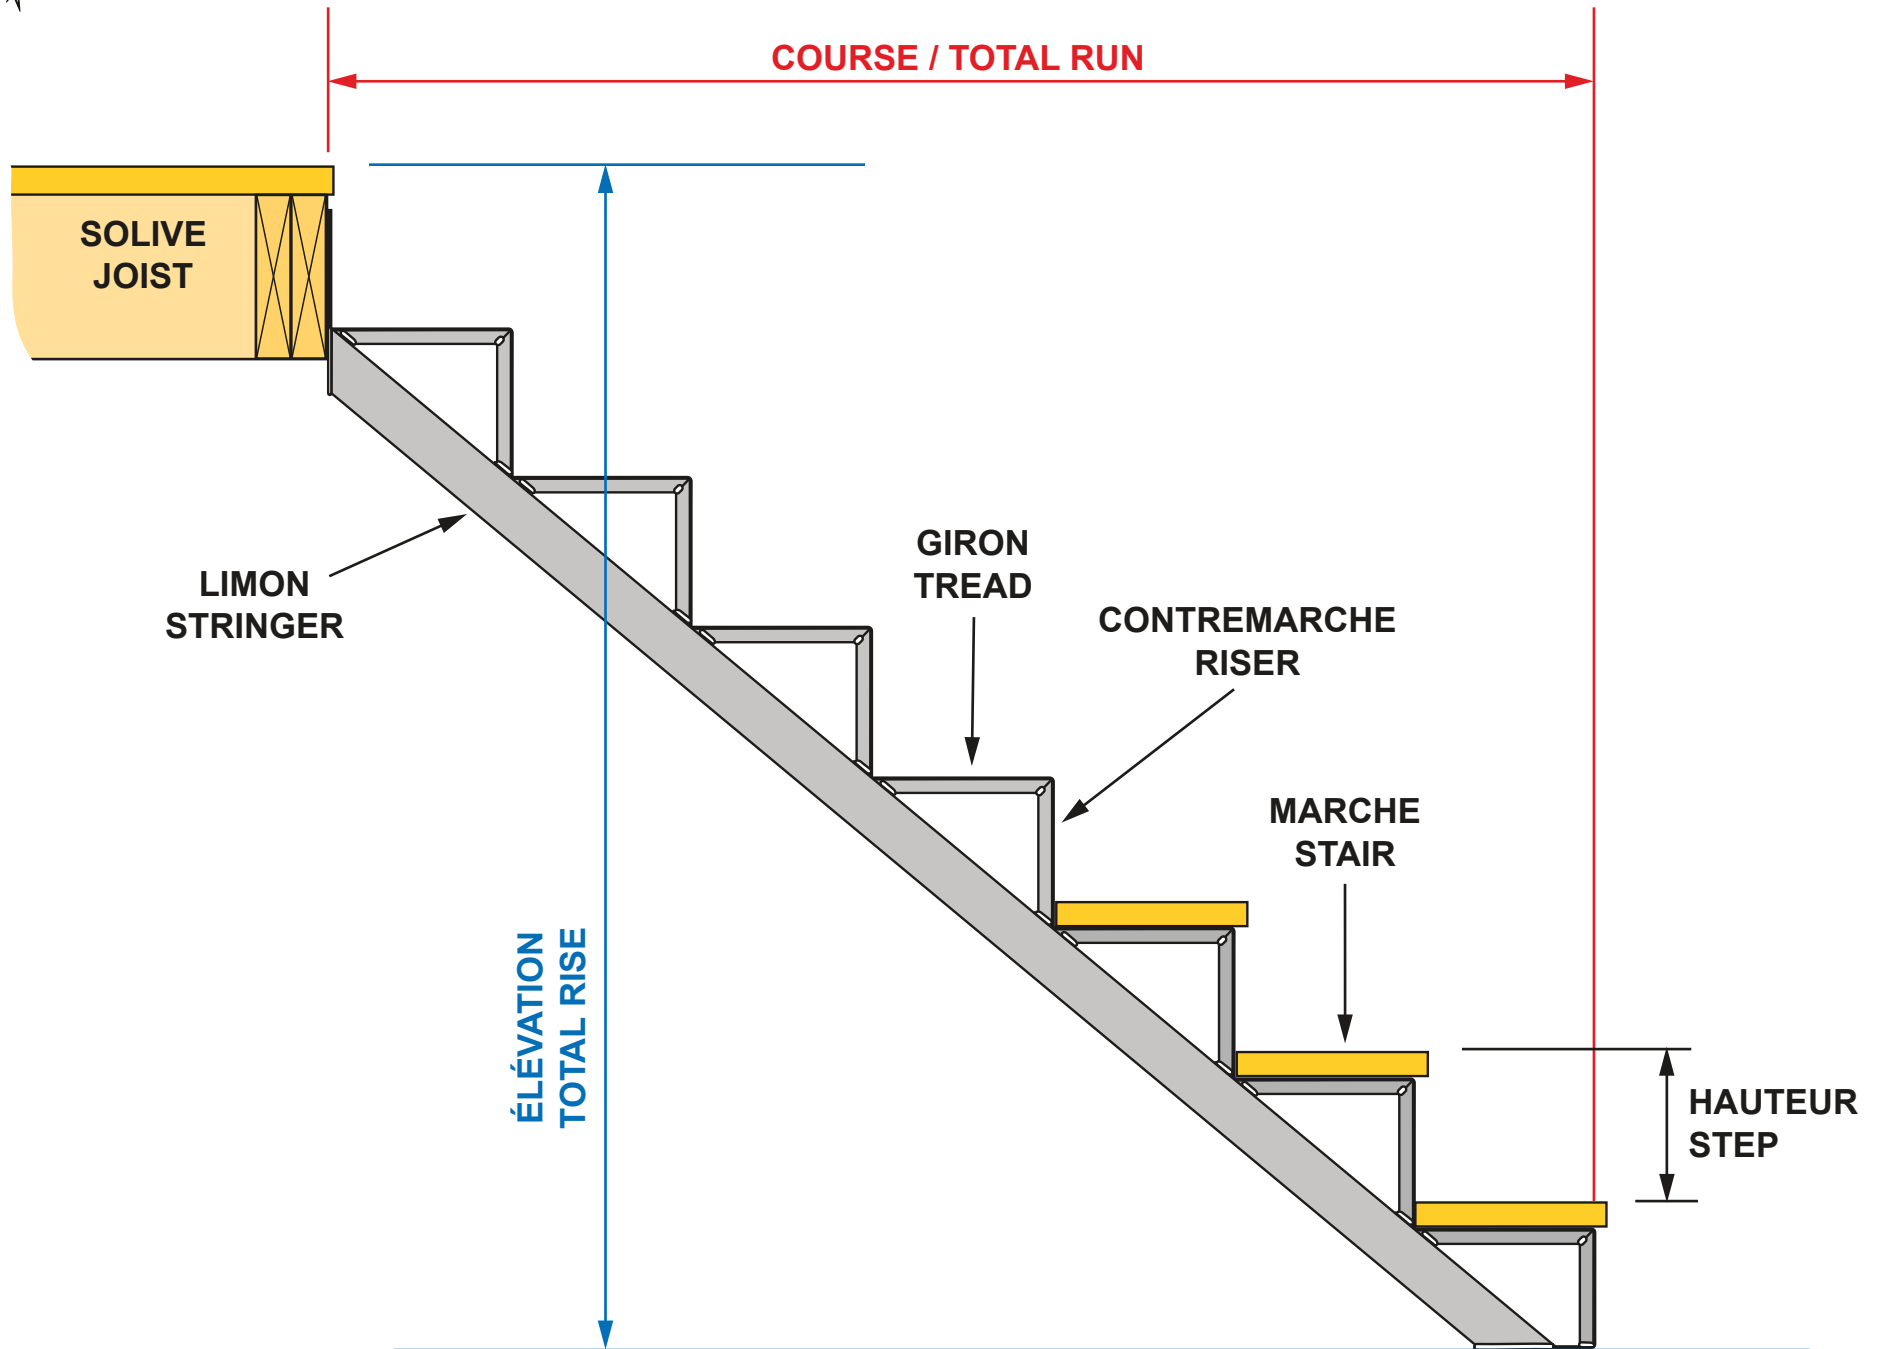 COURSE / TOTAL RUN
SOLIVE
JOIST
LIMON
STRINGER
GIRON
TREAD
CONTREMARCHE
RISER
MARCHE
STAIR
ÉLÉVATION
TOTAL RISE
HAUTEUR
STEP